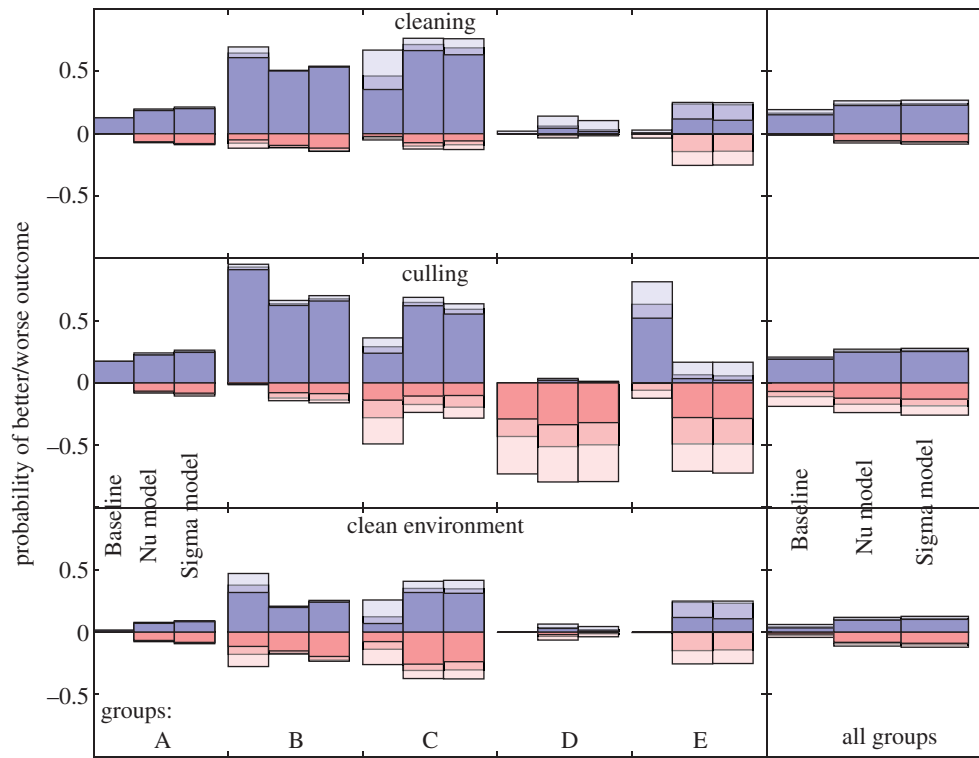 probability of better/worse outcome
cleaning
0.5
0
−0.5
culling
0.5
0
−0.5
Baseline
Nu model
Sigma model
Baseline
Nu model
Sigma model
clean environment
0.5
0
−0.5
groups:
A B C D E all groups